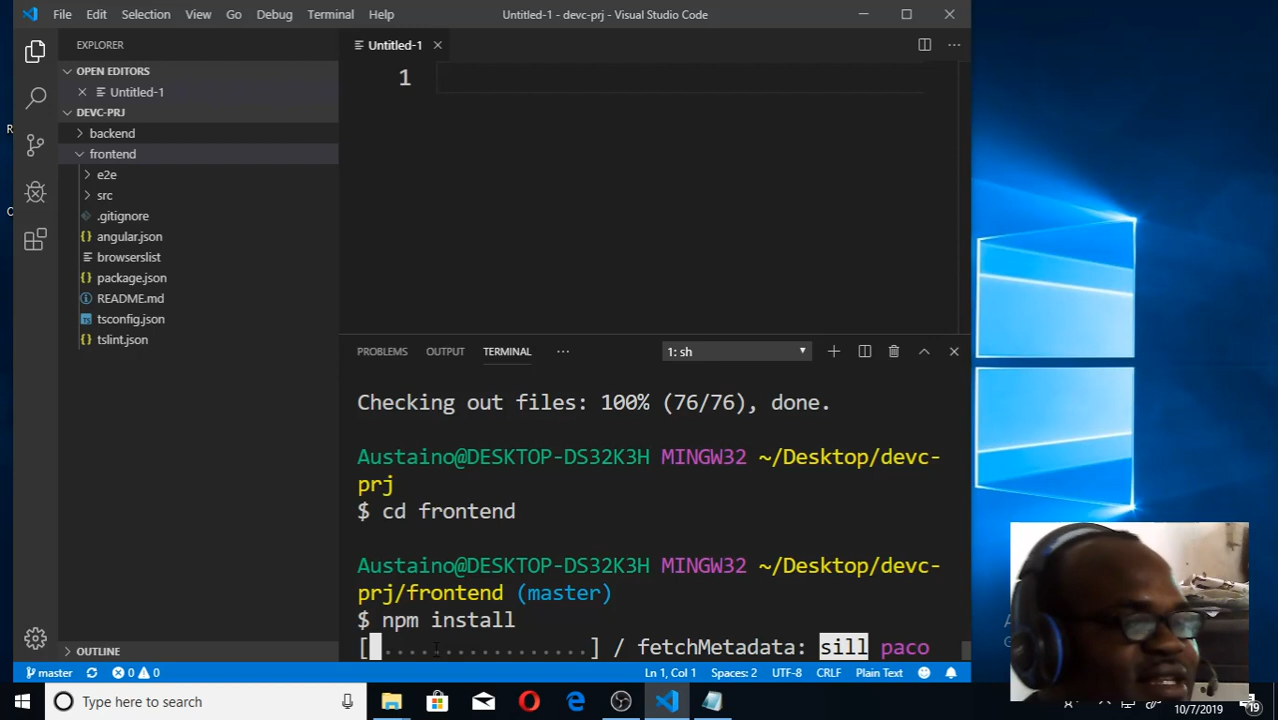 File Edit Selection View Go Debug Terminal Help Untitled-1 - devc-prj - Visual Studio Code
EXPLORER
OPEN EDITORS
Untitled-1
DEVC-PRJ
backend
frontend
e2e
src
.gitignore
angular.json
browserslist
package.json
README.md
tsconfig.json
tslint.json
OUTLINE
Untitled-1
1
PROBLEMS OUTPUT TERMINAL ··· 1: sh
Checking out files: 100% (76/76), done.
Austaino@DESKTOP-DS32K3H MINGW32 ~/Desktop/devc-
prj
$ cd frontend
Austaino@DESKTOP-DS32K3H MINGW32 ~/Desktop/devc-
prj/frontend (master)
$ npm install
[ .................] / fetchMetadata: sill paco
master 0 0 Ln 1, Col 1 Spaces: 2 UTF-8 CRLF Plain Text
Type here to search
10/7/2019
19